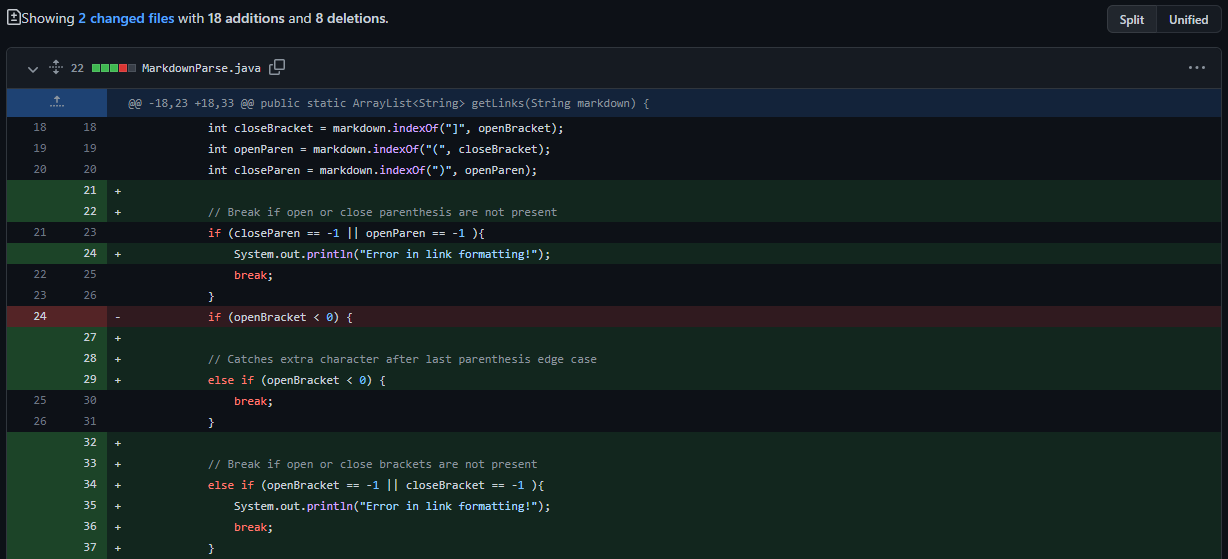 Showing 2 changed files with 18 additions and 8 deletions.
Split Unified
22 MarkdownParse.java
@@ -18,23 +18,33 @@ public static ArrayList<String> getLinks(String markdown) {
18 18 int closeBracket = markdown.indexOf("]", openBracket);
19 19 int openParen = markdown.indexOf("(", closeBracket);
20 20 int closeParen = markdown.indexOf(")", openParen);
21 +
22 + // Break if open or close parenthesis are not present
21 23 if (closeParen == -1 || openParen == -1 ){
24 + System.out.println("Error in link formatting!");
22 25 break;
23 26 }
24 - if (openBracket < 0) {
27 +
28 + // Catches extra character after last parenthesis edge case
29 + else if (openBracket < 0) {
25 30 break;
26 31 }
32 +
33 + // Break if open or close brackets are not present
34 + else if (openBracket == -1 || closeBracket == -1 ){
35 + System.out.println("Error in link formatting!");
36 + break;
37 + }